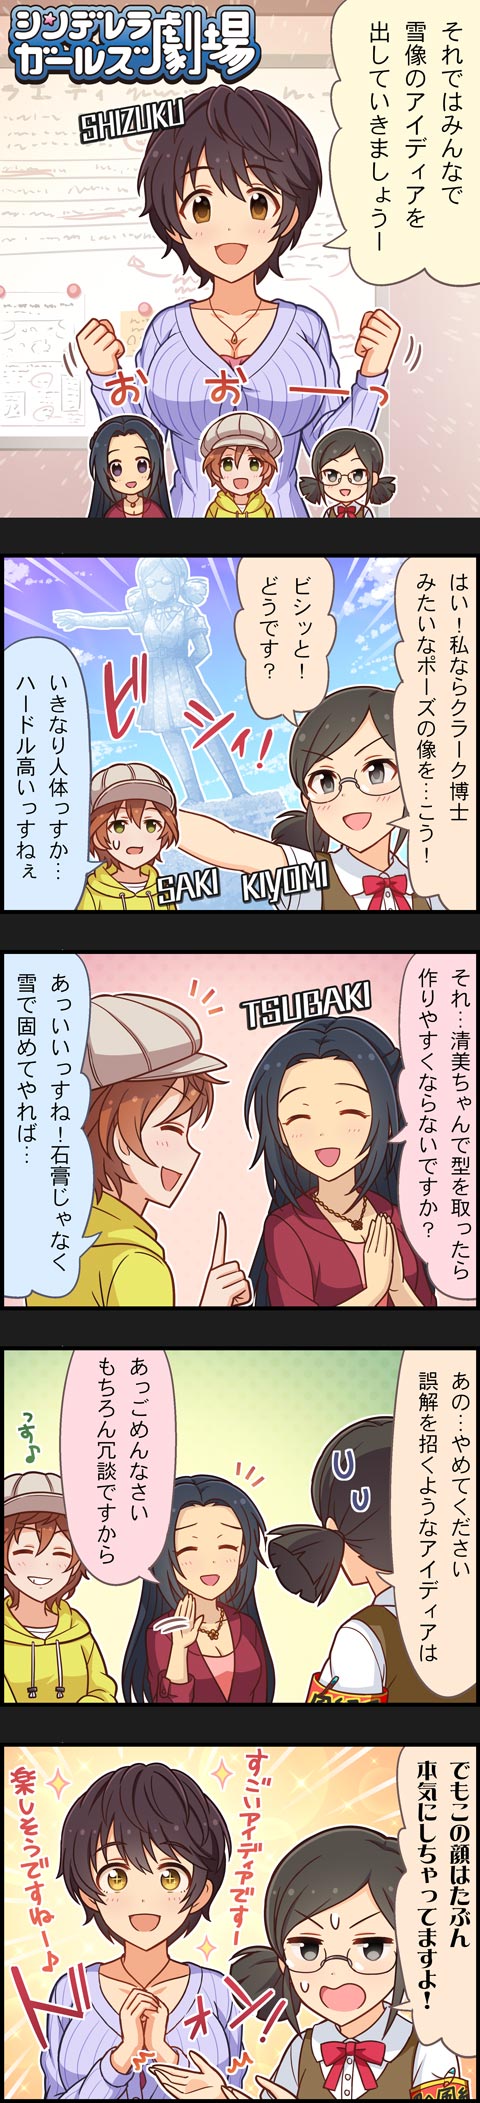 シンデレラ
ガールズ劇場
それではみんなで
雪像のアイディアを
出していきましょうー
SHIZUKU
おおーっ
はい！私ならクラーク博士
みたいなポーズの像を…こう！
ビシッと！
どうです？
ビシィ！
いきなり人体っすか…
ハードル高いっすねぇ
SAKI
KIYOMI
それ…清美ちゃんで型を取ったら
作りやすくならないですか？
TSUBAKI
あっいいっすね！石膏じゃなく
雪で固めてやれば…
あの…やめてください
誤解を招くようなアイディアは
あっごめんなさい
もちろん冗談ですから
っす♪
でもこの顔はたぶん
本気にしちゃってますよ！
すごいアイディアですー
楽しそうですねー♪
ドォン！